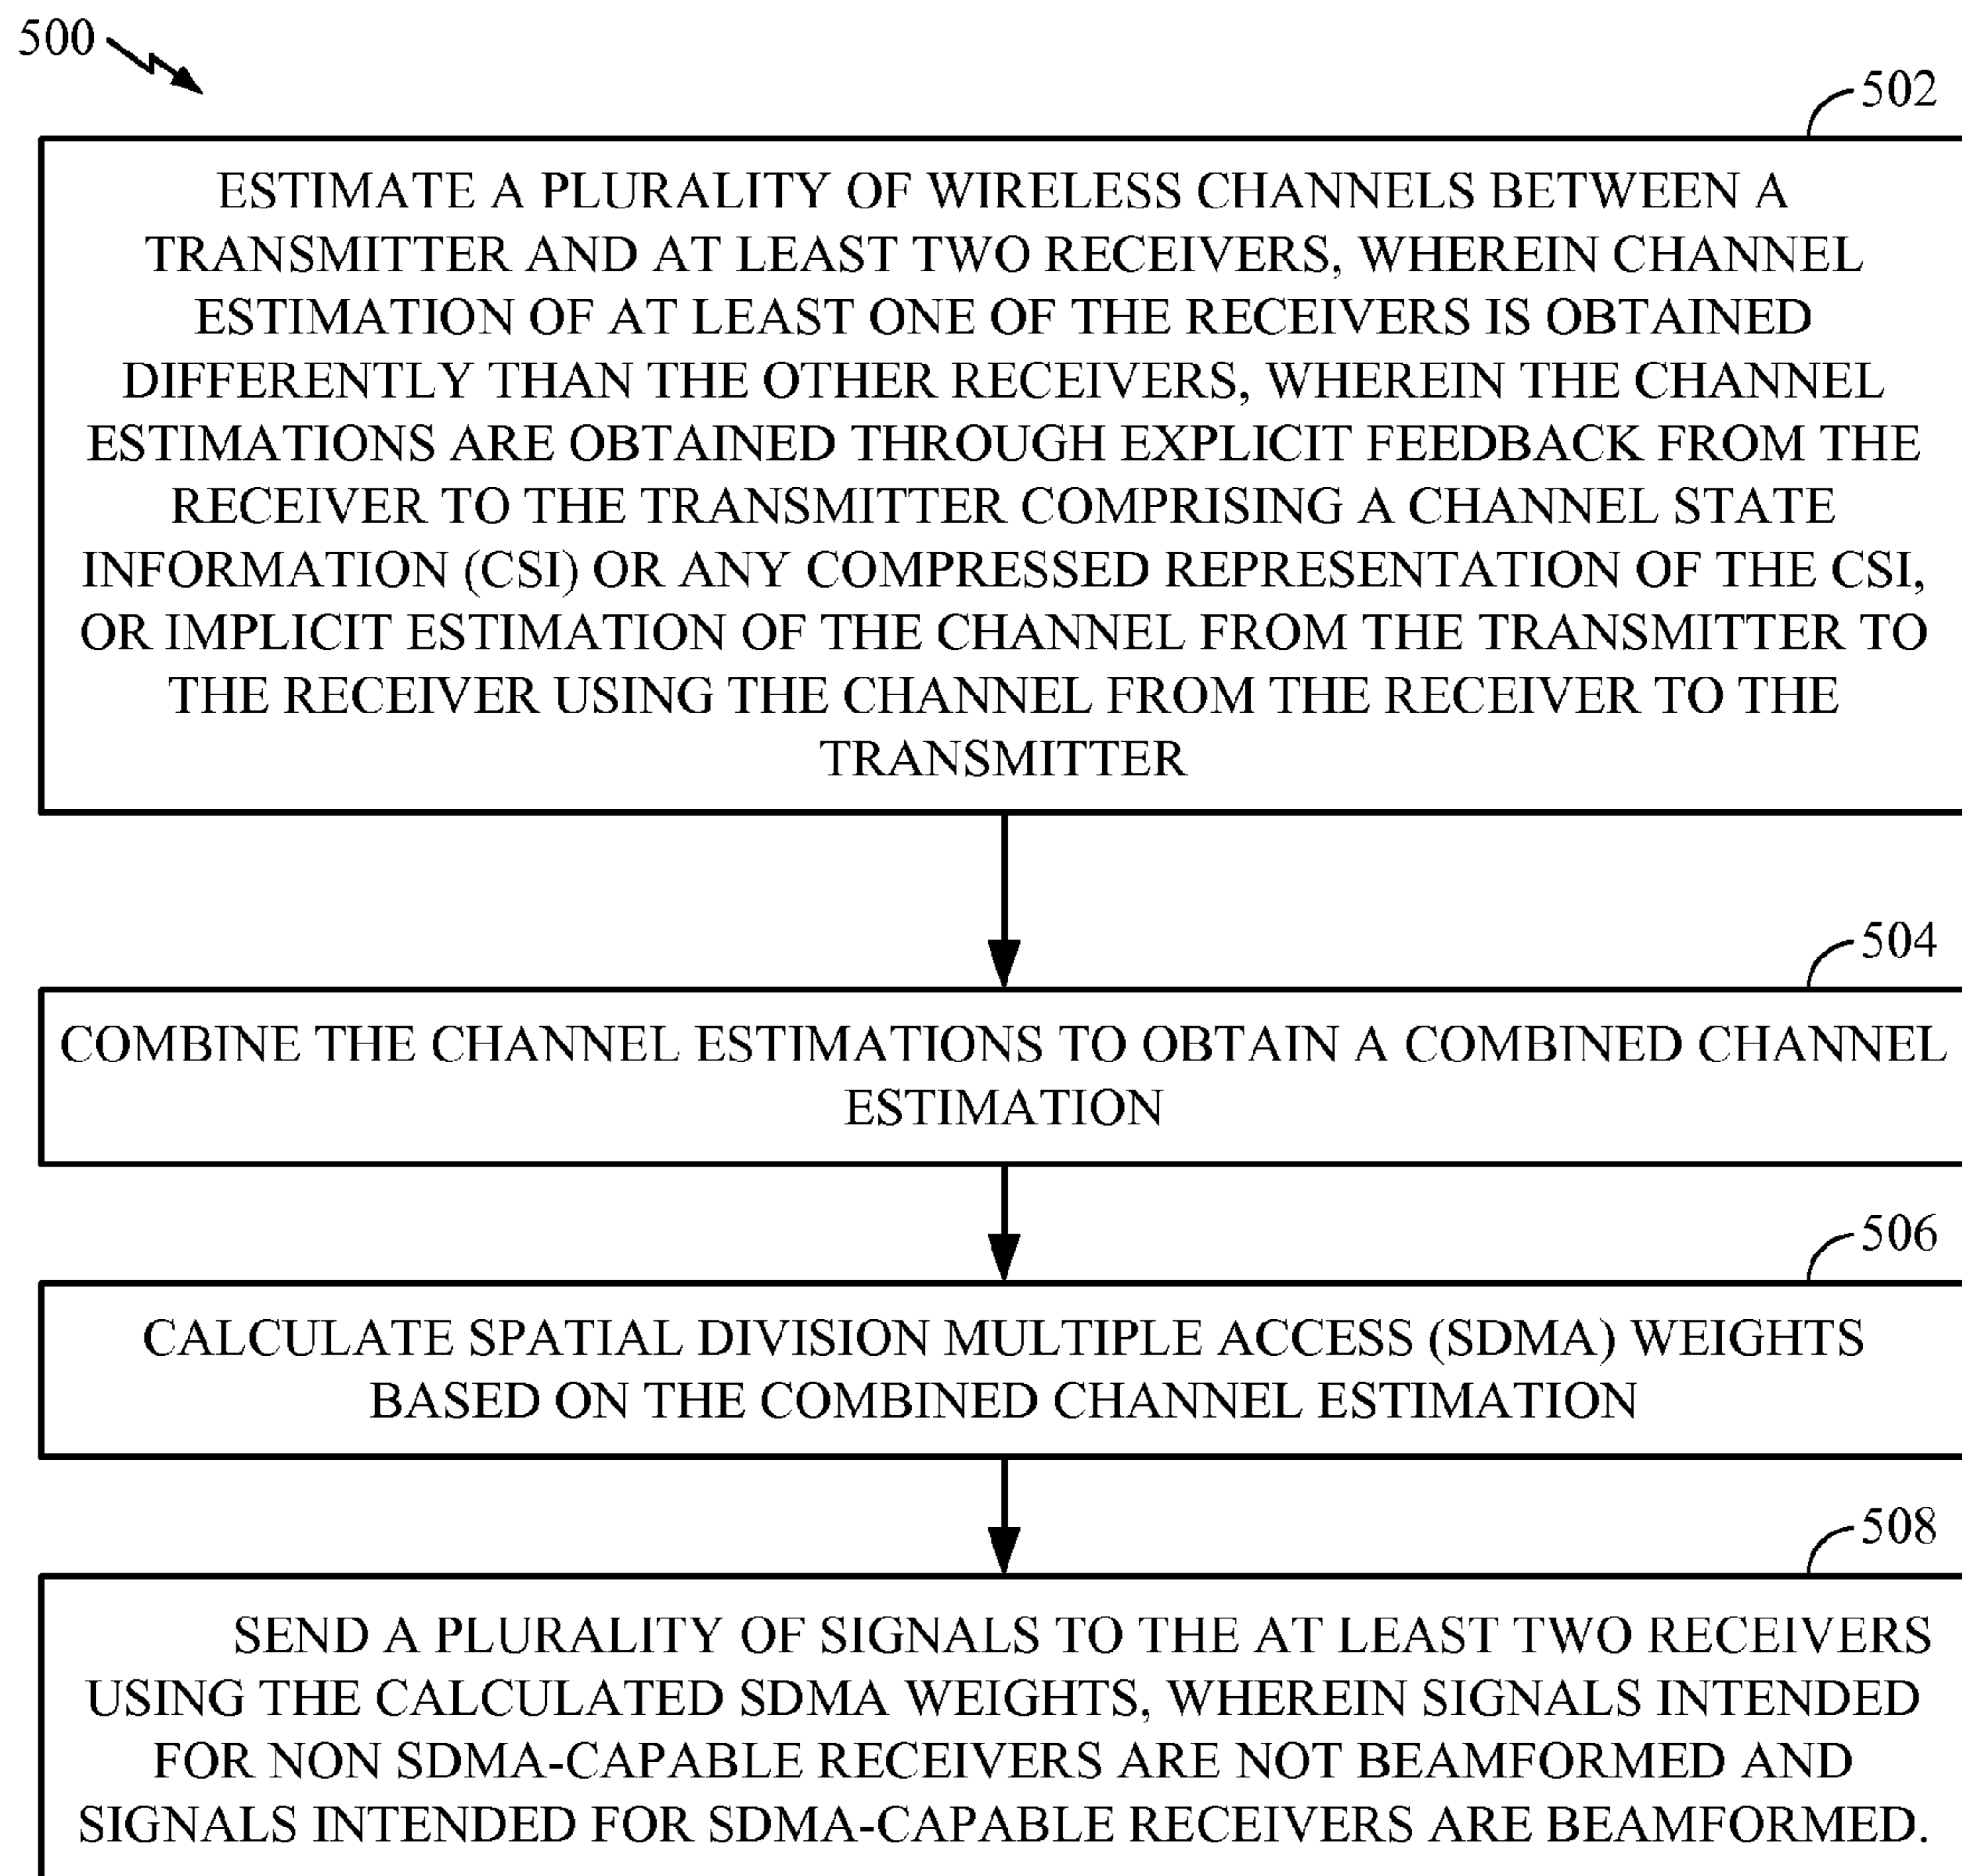 500
502
ESTIMATE A PLURALITY OF WIRELESS CHANNELS BETWEEN A
TRANSMITTER AND AT LEAST TWO RECEIVERS, WHEREIN CHANNEL
ESTIMATION OF AT LEAST ONE OF THE RECEIVERS IS OBTAINED
DIFFERENTLY THAN THE OTHER RECEIVERS, WHEREIN THE CHANNEL
ESTIMATIONS ARE OBTAINED THROUGH EXPLICIT FEEDBACK FROM THE
RECEIVER TO THE TRANSMITTER COMPRISING A CHANNEL STATE
INFORMATION (CSI) OR ANY COMPRESSED REPRESENTATION OF THE CSI,
OR IMPLICIT ESTIMATION OF THE CHANNEL FROM THE TRANSMITTER TO
THE RECEIVER USING THE CHANNEL FROM THE RECEIVER TO THE
TRANSMITTER
504
COMBINE THE CHANNEL ESTIMATIONS TO OBTAIN A COMBINED CHANNEL
ESTIMATION
506
CALCULATE SPATIAL DIVISION MULTIPLE ACCESS (SDMA) WEIGHTS
BASED ON THE COMBINED CHANNEL ESTIMATION
508
SEND A PLURALITY OF SIGNALS TO THE AT LEAST TWO RECEIVERS
USING THE CALCULATED SDMA WEIGHTS, WHEREIN SIGNALS INTENDED
FOR NON SDMA-CAPABLE RECEIVERS ARE NOT BEAMFORMED AND
SIGNALS INTENDED FOR SDMA-CAPABLE RECEIVERS ARE BEAMFORMED.